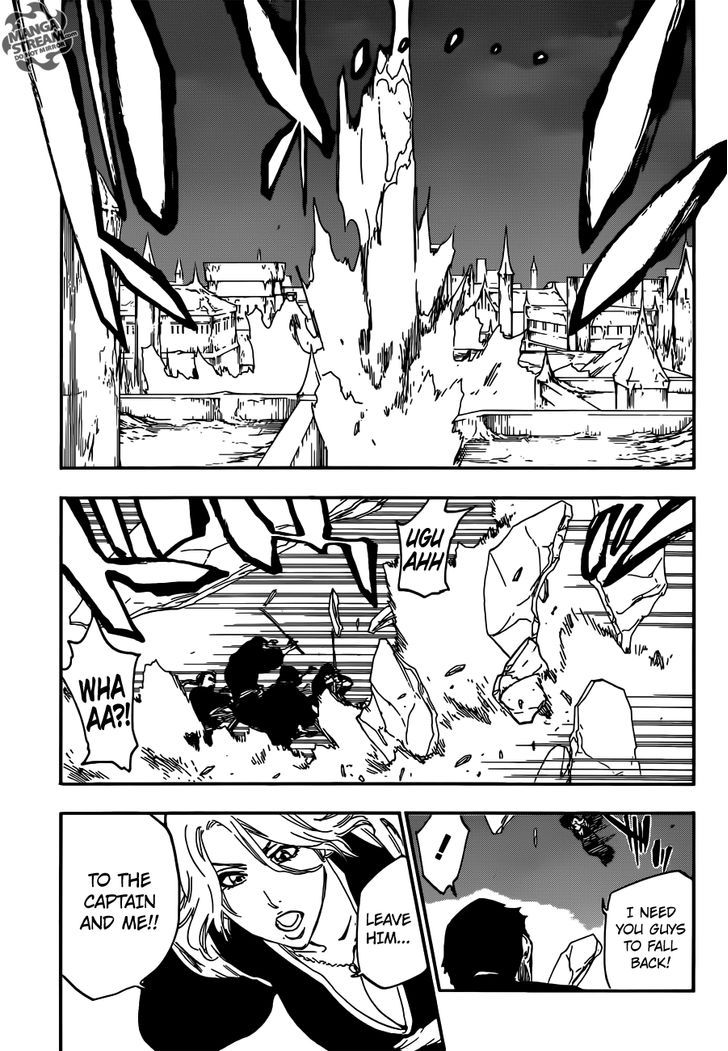 MANGA
STREAM.com
DO NOT MIRROR!
UGU
AHH
WHA
AA?!
!
I NEED
YOU GUYS
TO FALL
BACK!
LEAVE
HIM...
TO THE
CAPTAIN
AND ME!!